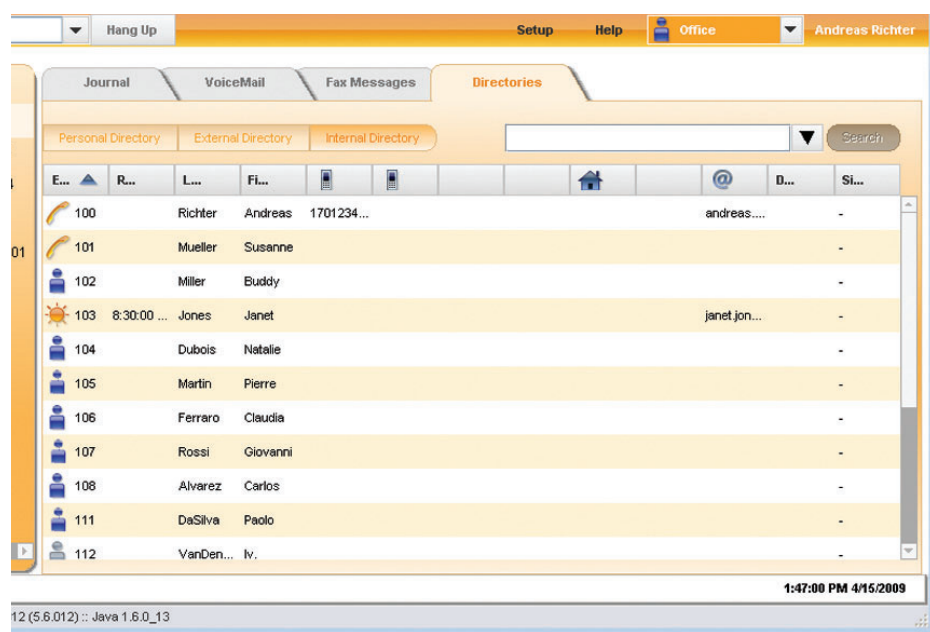 Hang Up Setup Help Office Andreas Richter
Journal VoiceMail Fax Messages Directories
Personal Directory External Directory Internal Directory Search
E... R... L... Fi... @ D... Si...
100 Richter Andreas 1701234... andreas.... -
01 101 Mueller Susanne -
102 Miller Buddy -
103 8:30:00 ... Jones Janet janet.jon... -
104 Dubois Natalie -
105 Martin Pierre -
106 Ferraro Claudia -
107 Rossi Giovanni -
108 Alvarez Carlos -
111 DaSilva Paolo -
112 VanDen... Iv. -
1:47:00 PM 4/15/2009
12 (5.6.012) :: Java 1.6.0_13